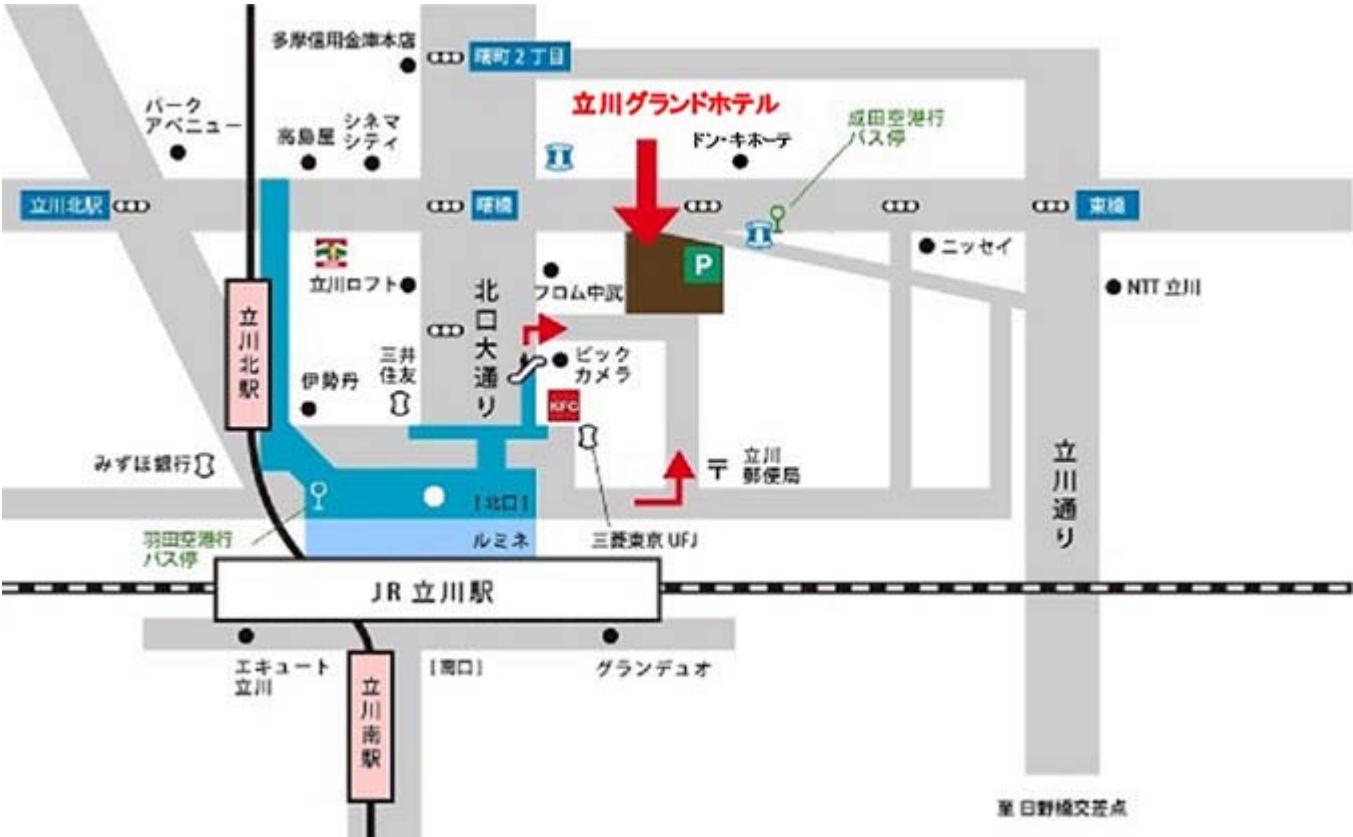 多摩信用金庫本店
曙町2丁目
立川グランドホテル
パーク
アベニュー
高島屋
シネマ
シティ
ドン・キホーテ
成田空港行
バス停
立川北駅
曙橋
東橋
P
ニッセイ
立川ロフト
フロム中武
NTT 立川
北口大通り
立川北駅
三井
住友
伊勢丹
ビック
カメラ
KFC
みずほ銀行
〒
立川
郵便局
立川通り
[北口]
羽田空港行
バス停
ルミネ
三菱東京 UFJ
JR 立川駅
エキュート
立川
[南口]
グランデュオ
立川南駅
至 日野橋交差点